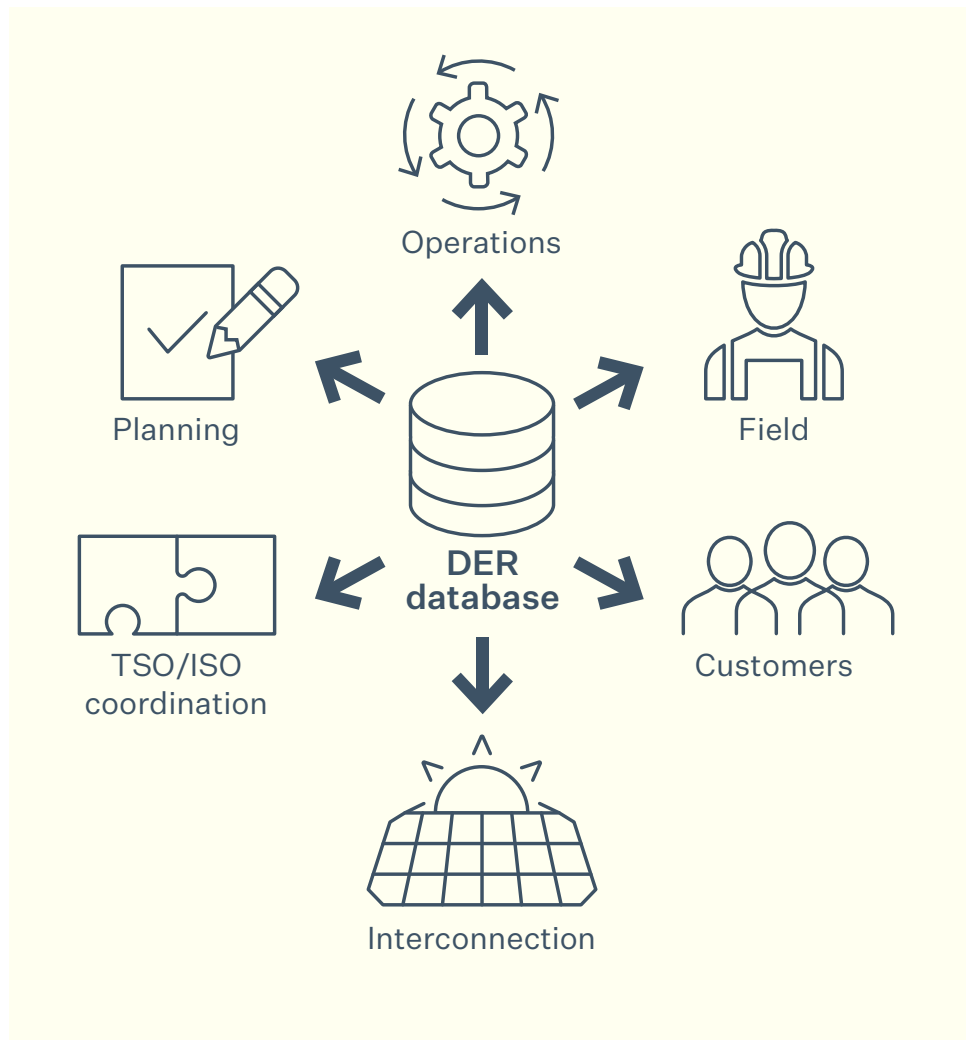 Operations
Planning
Field
DER
database
TSO/ISO
coordination
Customers
Interconnection